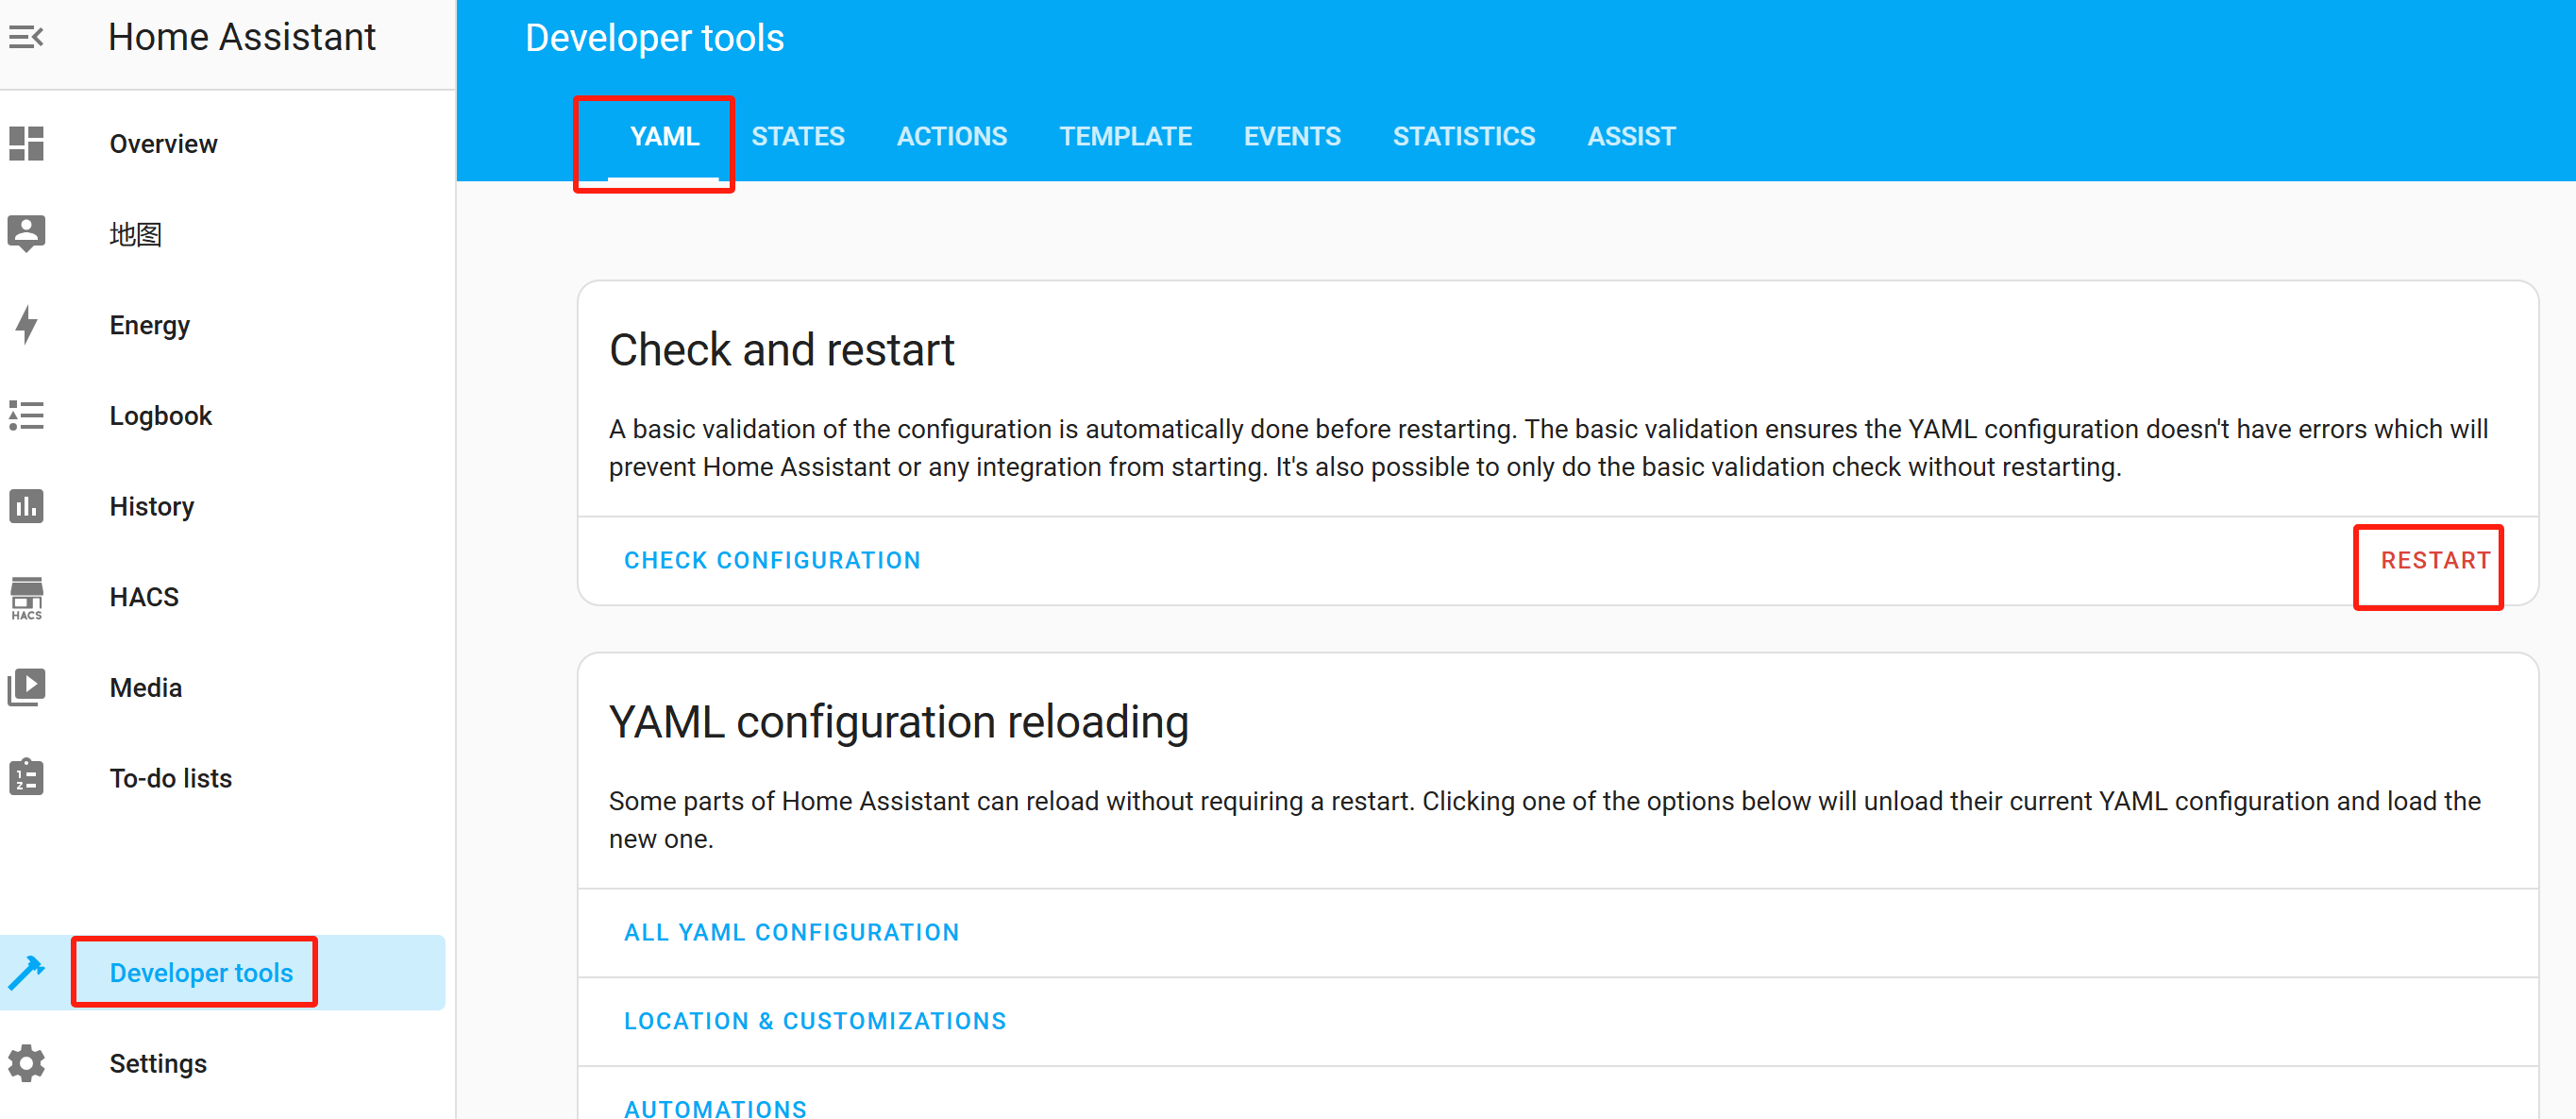 Home Assistant
Overview
地图
Energy
Logbook
History
HACS
HACS
Media
To-do lists
Developer tools
Settings
Developer tools
YAML STATES ACTIONS TEMPLATE EVENTS STATISTICS ASSIST
Check and restart
A basic validation of the configuration is automatically done before restarting. The basic validation ensures the YAML configuration doesn't have errors which will
prevent Home Assistant or any integration from starting. It's also possible to only do the basic validation check without restarting.
CHECK CONFIGURATION RESTART
YAML configuration reloading
Some parts of Home Assistant can reload without requiring a restart. Clicking one of the options below will unload their current YAML configuration and load the
new one.
ALL YAML CONFIGURATION
LOCATION & CUSTOMIZATIONS
AUTOMATIONS